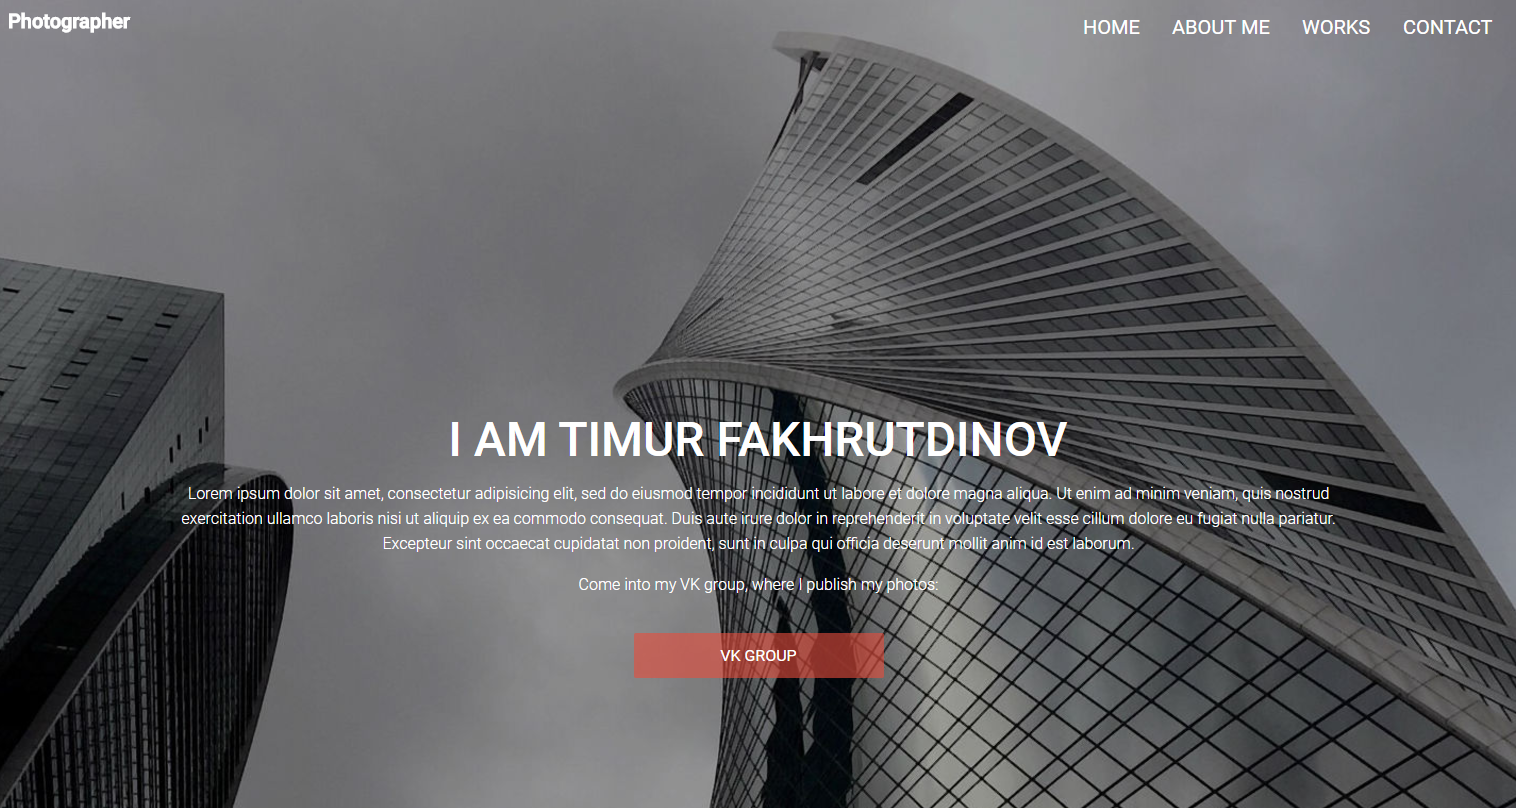 Photographer
HOME ABOUT ME WORKS CONTACT
I AM TIMUR FAKHRUTDINOV
Lorem ipsum dolor sit amet, consectetur adipisicing elit, sed do eiusmod tempor incididunt ut labore et dolore magna aliqua. Ut enim ad minim veniam, quis nostrud
exercitation ullamco laboris nisi ut aliquip ex ea commodo consequat. Duis aute irure dolor in reprehenderit in voluptate velit esse cillum dolore eu fugiat nulla pariatur.
Excepteur sint occaecat cupidatat non proident, sunt in culpa qui officia deserunt mollit anim id est laborum.
Come into my VK group, where I publish my photos:
VK GROUP